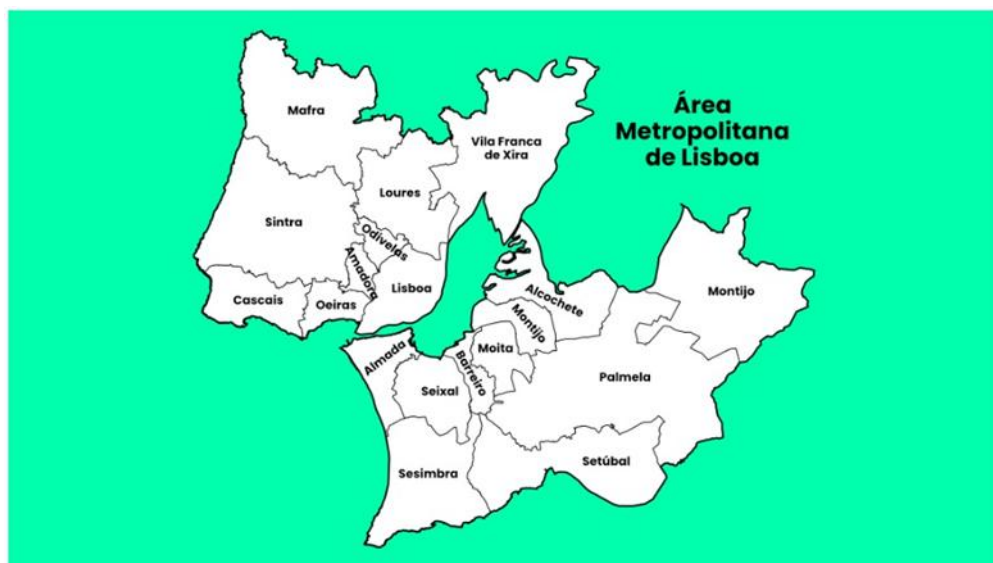 Área
Metropolitana
de Lisboa
Mafra
Vila Franca
de Xira
Loures
Sintra
Odivelas
Amadora
Lisboa
Cascais
Oeiras
Alcochete
Montijo
Montijo
Almada
Barreiro
Moita
Seixal
Palmela
Sesimbra
Setúbal